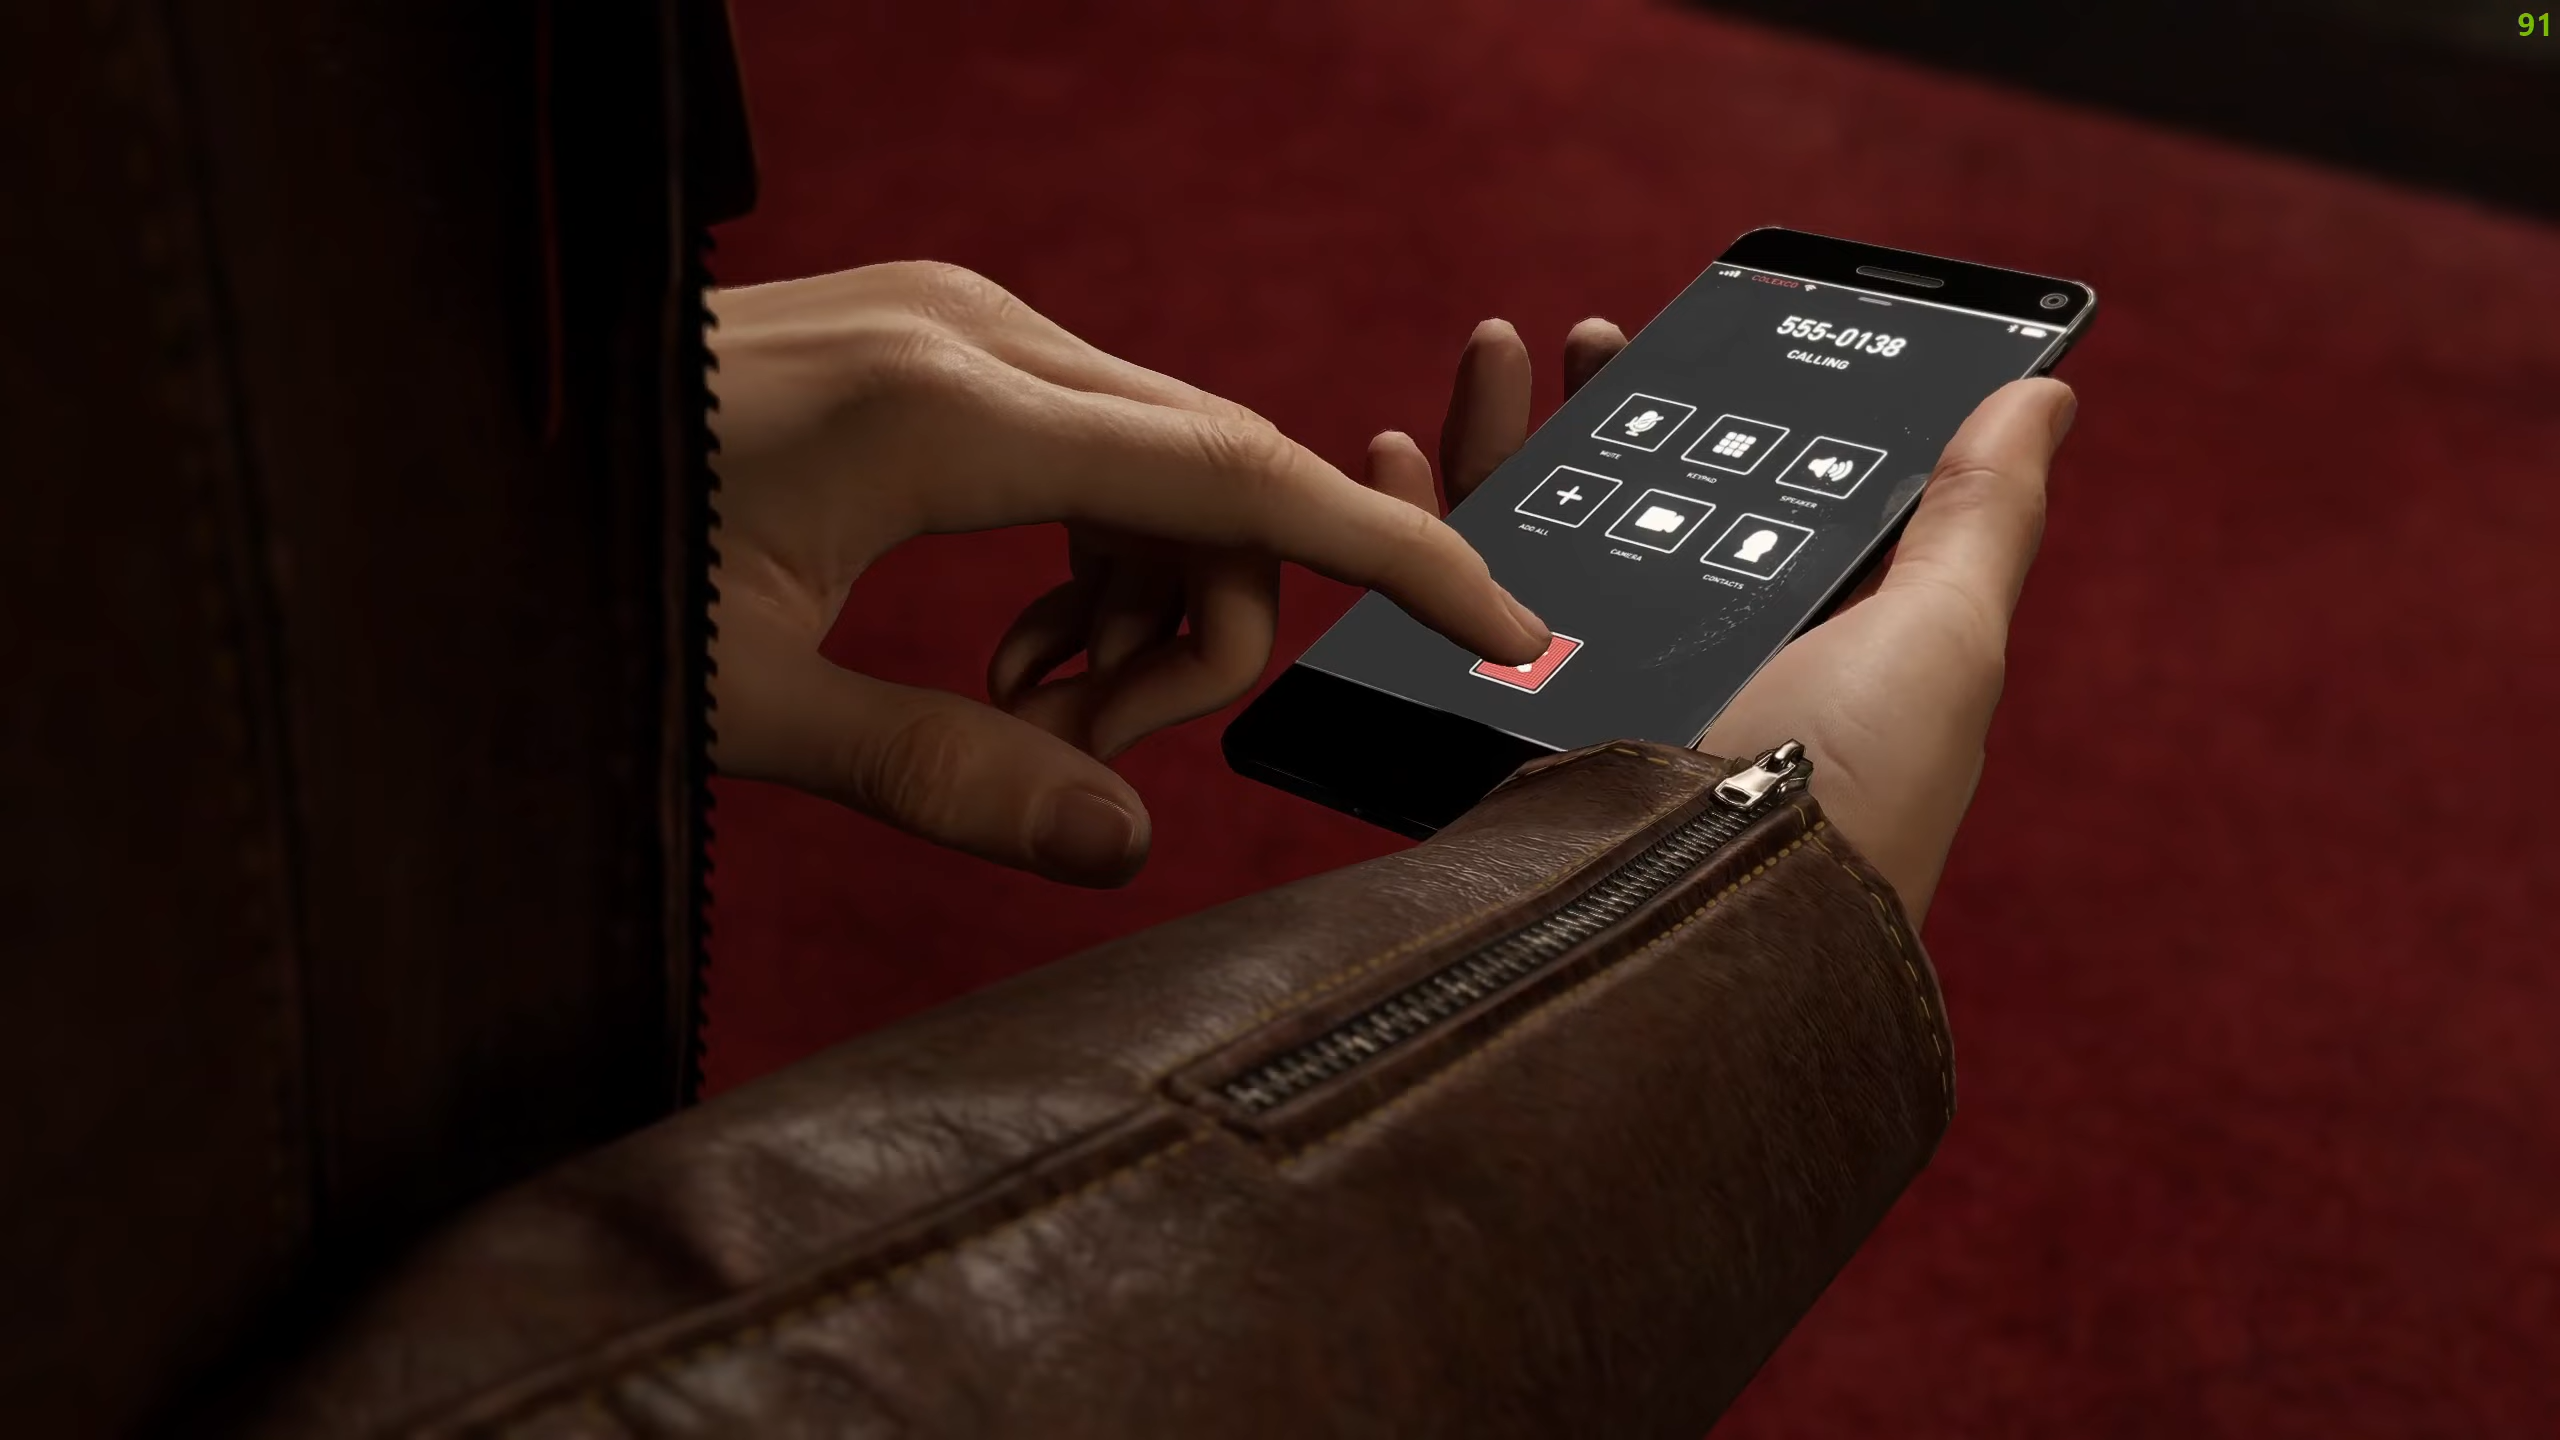 91
COLEXCO
555-0138
CALLING
MUTE
KEYPAD
SPEAKER
ADD ALL
CAMERA
CONTACTS